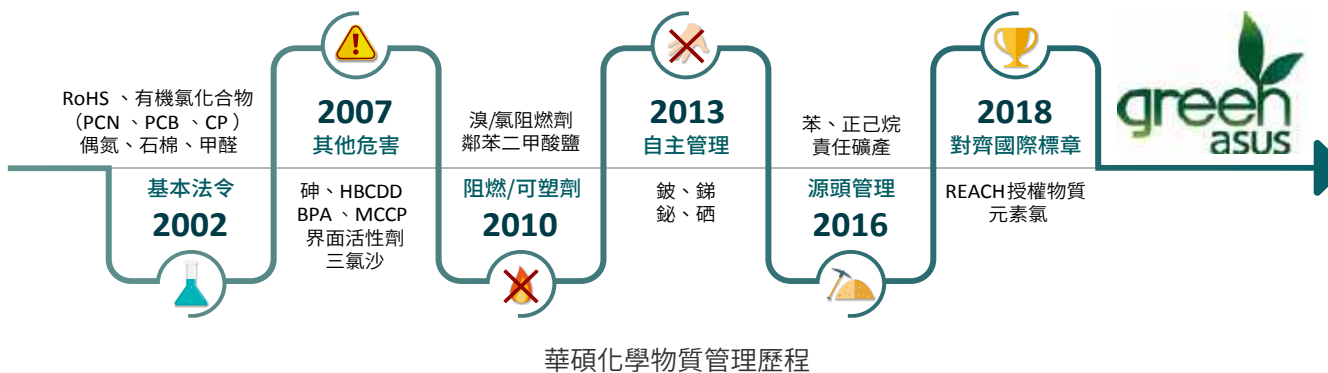 RoHS 、有機氯化合物
（PCN 、PCB 、CP ）
偶氮、石棉、甲醛
基本法令
2002
2007
其他危害
砷、HBCDD
BPA 、MCCP
界面活性劑
三氯沙
溴/氯阻燃劑
鄰苯二甲酸鹽
阻燃/可塑劑
2010
2013
自主管理
鈹、銻
鉍、硒
苯、正己烷
責任礦產
源頭管理
2016
2018
對齊國際標章
REACH授權物質
元素氯
green
asus
華碩化學物質管理歷程